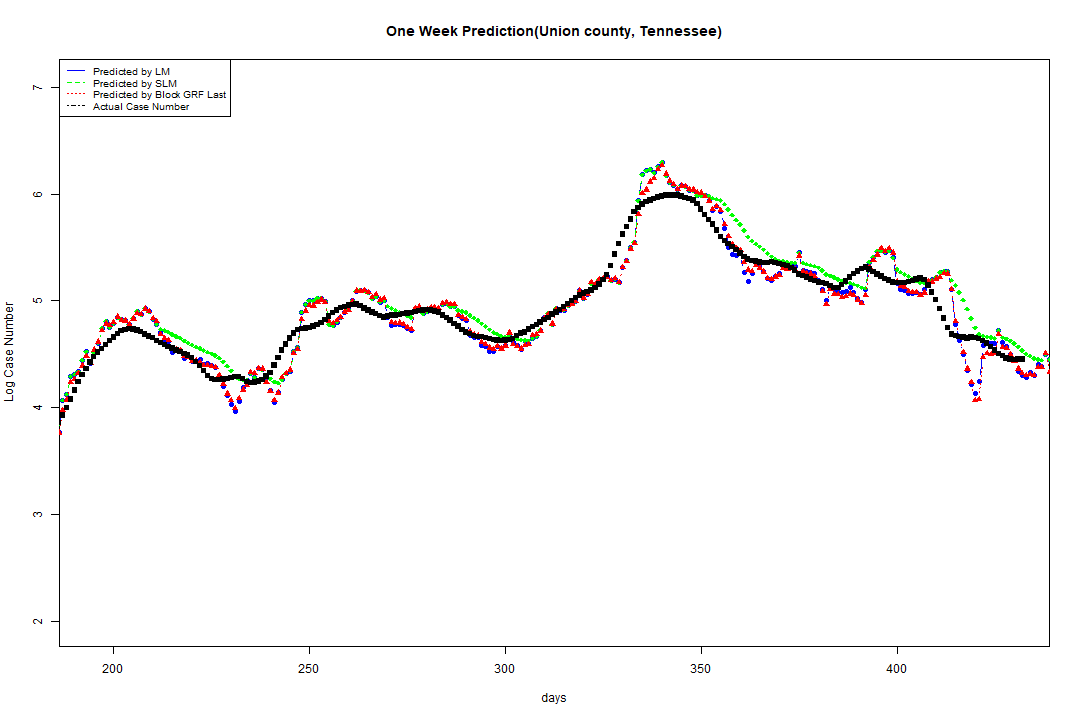 One Week Prediction(Union county, Tennessee)
Predicted by LM
Predicted by SLM
Predicted by Block GRF Last
Actual Case Number
7
6
5
4
3
2
Log Case Number
200 250 300 350 400
days